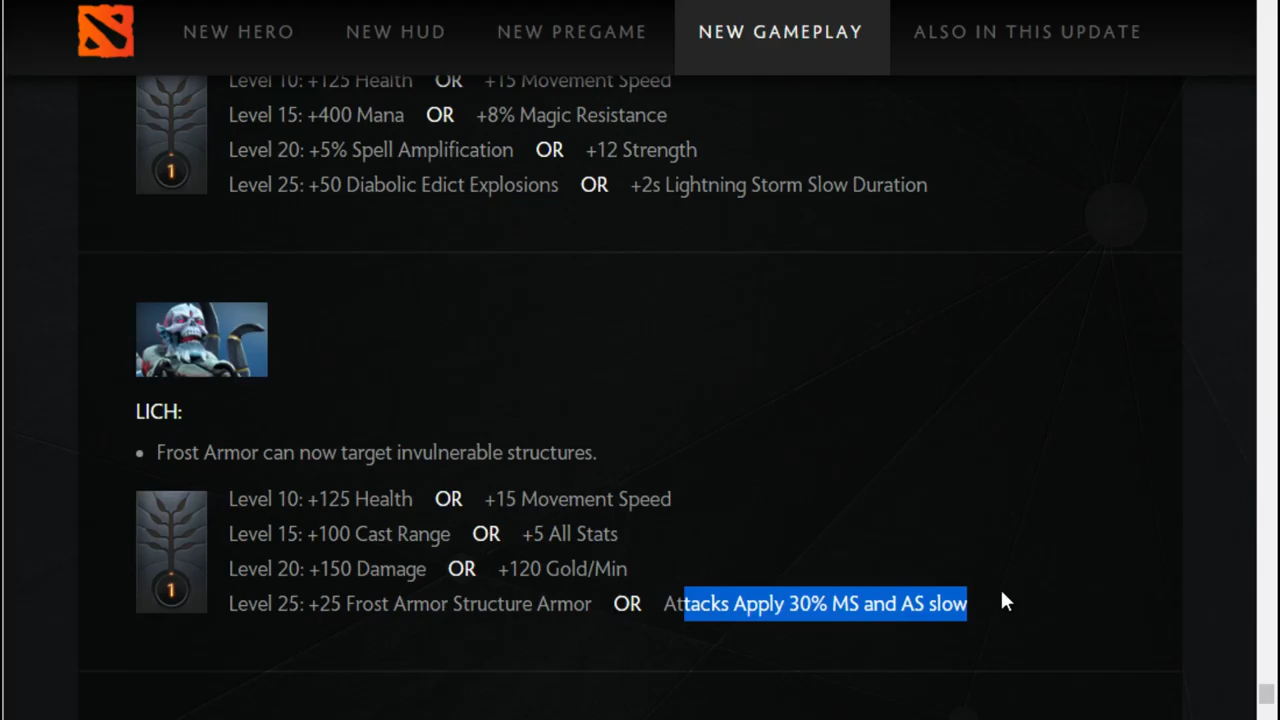 NEW HERO NEW HUD NEW PREGAME NEW GAMEPLAY ALSO IN THIS UPDATE
Level 10: +125 Health OR +15 Movement Speed
Level 15: +400 Mana OR +8% Magic Resistance
Level 20: +5% Spell Amplification OR +12 Strength
1
Level 25: +50 Diabolic Edict Explosions OR +2s Lightning Storm Slow Duration
LICH:
• Frost Armor can now target invulnerable structures.
Level 10: +125 Health OR +15 Movement Speed
Level 15: +100 Cast Range OR +5 All Stats
Level 20: +150 Damage OR +120 Gold/Min
1
Level 25: +25 Frost Armor Structure Armor OR Attacks Apply 30% MS and AS slow